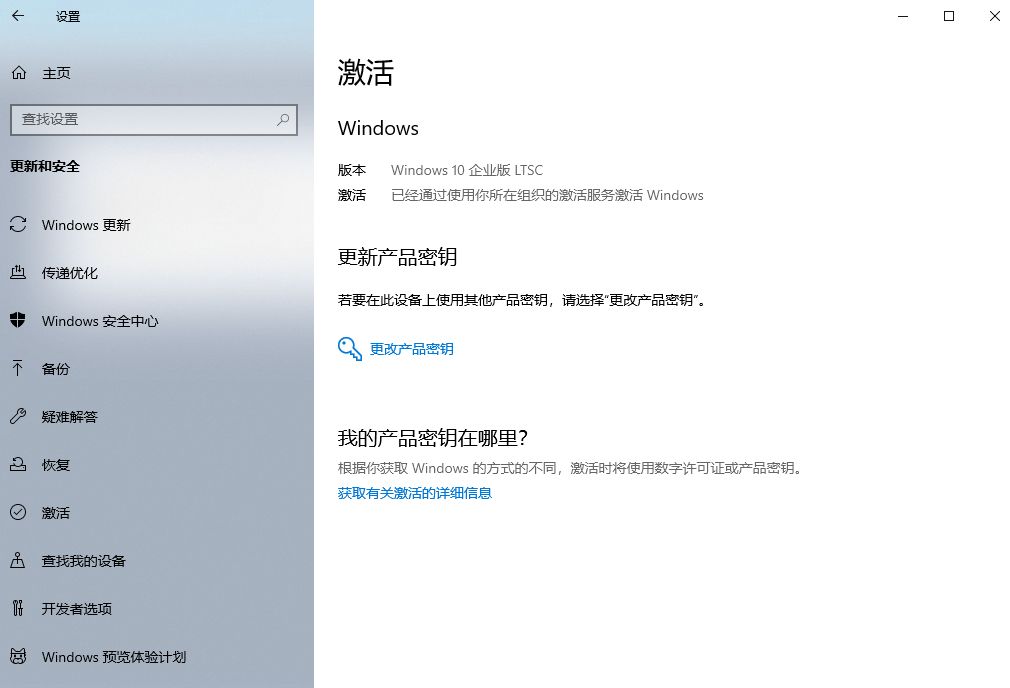 设置
主页
查找设置
更新和安全
Windows 更新
传递优化
Windows 安全中心
备份
疑难解答
恢复
激活
查找我的设备
开发者选项
Windows 预览体验计划
激活
Windows
版本 Windows 10 企业版 LTSC
激活 已经通过使用你所在组织的激活服务激活 Windows
更新产品密钥
若要在此设备上使用其他产品密钥，请选择“更改产品密钥”。
更改产品密钥
我的产品密钥在哪里?
根据你获取 Windows 的方式的不同，激活时将使用数字许可证或产品密钥。
获取有关激活的详细信息